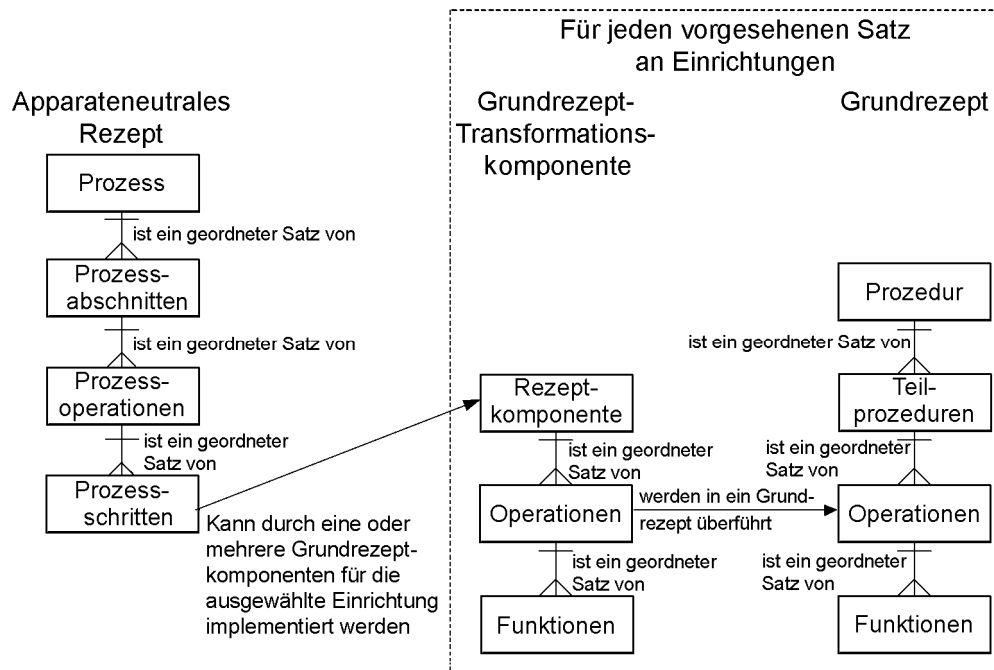 Für jeden vorgesehenen Satz
an Einrichtungen
Apparateneutrales
Rezept
Prozess
ist ein geordneter Satz von
Prozess-
abschnitten
ist ein geordneter Satz von
Prozess-
operationen
ist ein geordneter
Satz von
Prozess-
schritten
Kann durch eine oder
mehrere Grundrezept-
komponenten für die
ausgewählte Einrichtung
implementiert werden
Grundrezept-
Transformations-
komponente
Rezept-
komponente
ist ein geordneter
Satz von
Operationen
ist ein geordneter
Satz von
Funktionen
werden in ein Grund-
rezept überführt
Grundrezept
Prozedur
ist ein geordneter Satz von
Teil-
prozeduren
ist ein geordneter
Satz von
Operationen
ist ein geordneter
Satz von
Funktionen